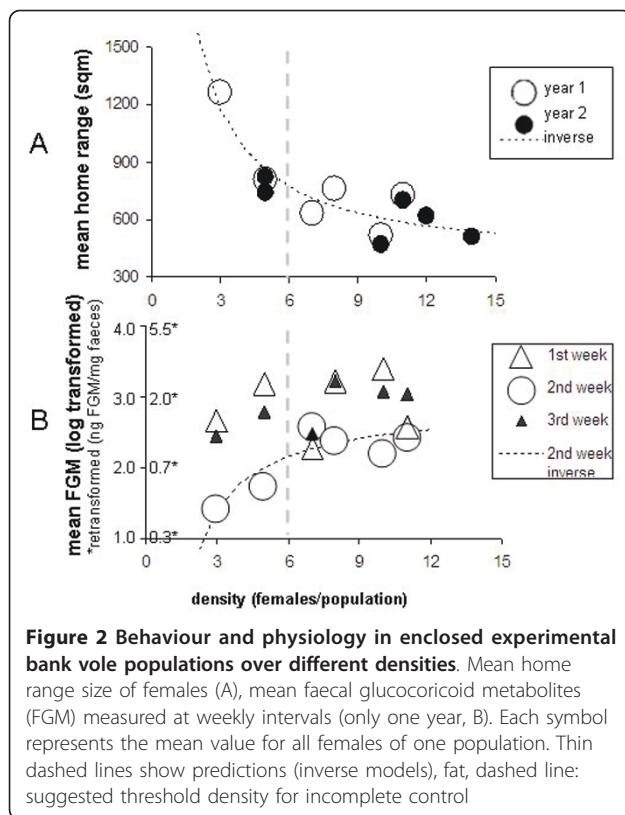 1500
1200
900
600
300
mean home range (sqm)
A
year 1
year 2
inverse
0 3 6 9 12 15
4.0 5.5*
3.0 2.0*
2.0 0.7*
1.0 0.3*
mean FGM (log transformed)
*retransformed (ng FGM/mg faeces)
B
1st week
2nd week
3rd week
2nd week
inverse
0 3 6 9 12 15
density (females/population)
Figure 2 Behaviour and physiology in enclosed experimental
bank vole populations over different densities. Mean home
range size of females (A), mean faecal glucocoricoid metabolites
(FGM) measured at weekly intervals (only one year, B). Each symbol
represents the mean value for all females of one population. Thin
dashed lines show predictions (inverse models), fat, dashed line:
suggested threshold density for incomplete control